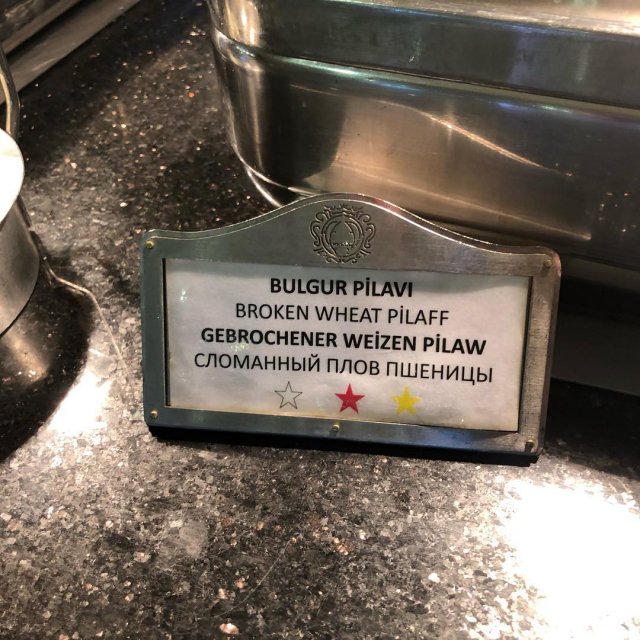 BULGUR PİLAVI
BROKEN WHEAT PİLAFF
GEBROCHENER WEİZEN PİLAW
СЛОМАННЫЙ ПЛОВ ПШЕНИЦЫ